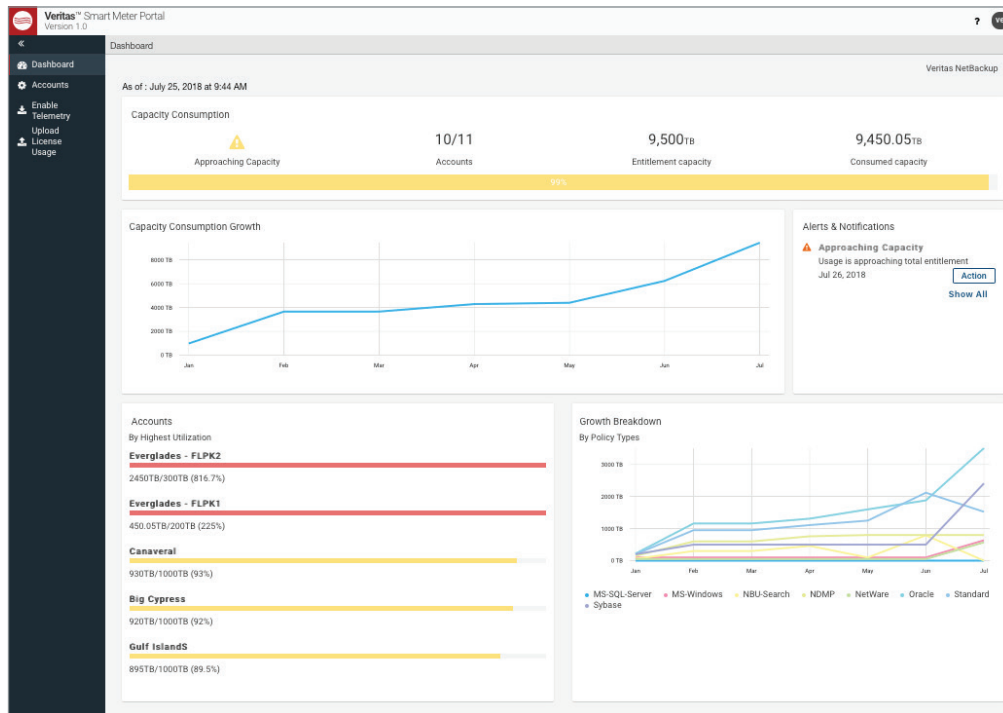 Veritas™ Smart Meter Portal
Version 1.0
?
«
Dashboard
Dashboard
Accounts
Enable
Telemetry
Upload
License
Usage
Veritas NetBackup
As of : July 25, 2018 at 9:44 AM
Capacity Consumption
10/11 9,500TB 9,450.05TB
Approaching Capacity Accounts Entitlement capacity Consumed capacity
99%
Capacity Consumption Growth
8000 TB
6000 TB
4000 TB
2000 TB
0 TB
Jan Feb Mar Apr May Jun Jul
Alerts & Notifications
Approaching Capacity
Usage is approaching total entitlement
Jul 26, 2018 Action
Show All
Accounts
By Highest Utilization
Everglades - FLPK2
2450TB/300TB (816.7%)
Everglades - FLPK1
450.05TB/200TB (225%)
Canaveral
930TB/1000TB (93%)
Big Cypress
920TB/1000TB (92%)
Gulf IslandS
895TB/1000TB (89.5%)
Growth Breakdown
By Policy Types
3000 TB
2000 TB
1000 TB
0 TB
Jan Feb Mar Apr May Jun Jul
MS-SQL-Server MS-Windows NBU-Search NDMP NetWare Oracle Standard
Sybase